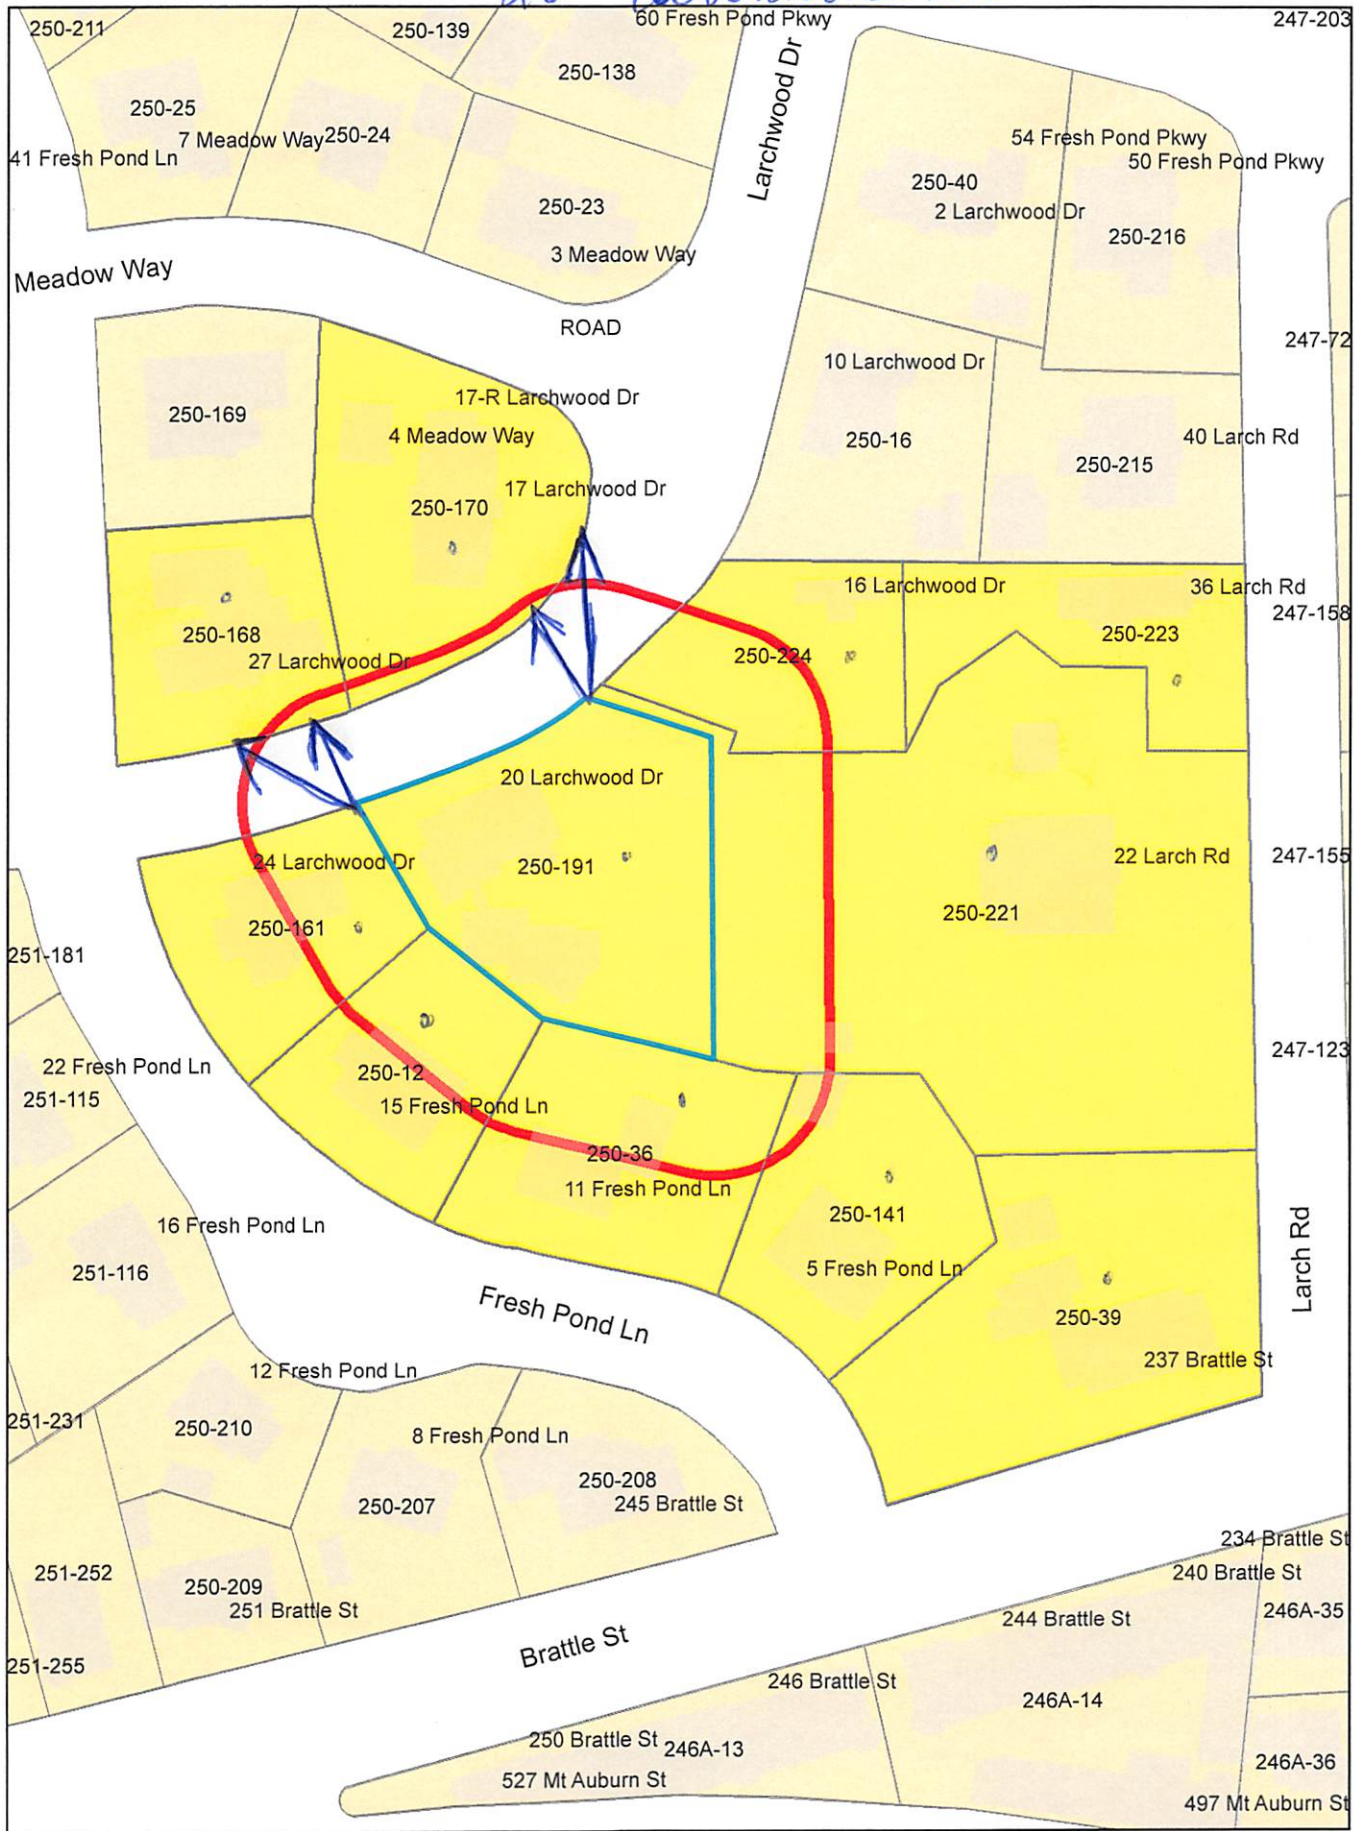 60 Fresh Pond Pkwy
247-203
250-211
250-139
250-138
Larchwood Dr
250-25
7 Meadow Way
250-24
54 Fresh Pond Pkwy
41 Fresh Pond Ln
50 Fresh Pond Pkwy
250-40
250-23
2 Larchwood Dr
250-216
3 Meadow Way
Meadow Way
ROAD
247-72
10 Larchwood Dr
17-R Larchwood Dr
250-169
4 Meadow Way
250-16
40 Larch Rd
250-215
17 Larchwood Dr
250-170
16 Larchwood Dr
36 Larch Rd
247-158
250-168
250-223
27 Larchwood Dr
250-224
20 Larchwood Dr
24 Larchwood Dr
250-191
22 Larch Rd
247-155
250-221
250-161
251-181
247-123
22 Fresh Pond Ln
250-12
251-115
15 Fresh Pond Ln
250-36
11 Fresh Pond Ln
250-141
16 Fresh Pond Ln
Larch Rd
251-116
5 Fresh Pond Ln
Fresh Pond Ln
250-39
237 Brattle St
12 Fresh Pond Ln
251-231
250-210
8 Fresh Pond Ln
250-208
250-207
245 Brattle St
234 Brattle St
251-252
240 Brattle St
250-209
251 Brattle St
244 Brattle St
246A-35
Brattle St
251-255
246 Brattle St
246A-14
250 Brattle St
246A-13
246A-36
527 Mt Auburn St
497 Mt Auburn St